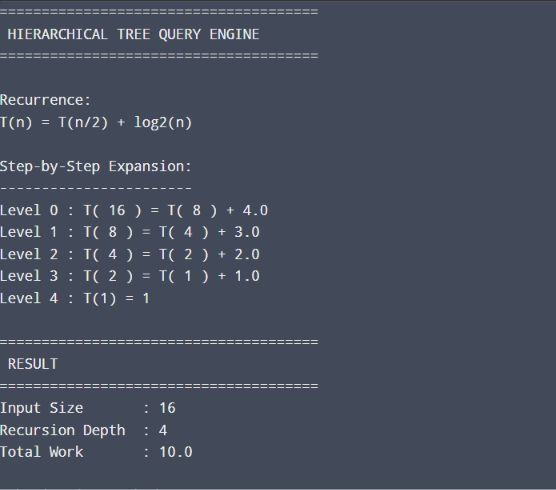 ======================================
HIERARCHICAL TREE QUERY ENGINE
======================================
Recurrence:
T(n) = T(n/2) + log2(n)
Step-by-Step Expansion:
-----------------------
Level 0 : T( 16 ) = T( 8 ) + 4.0
Level 1 : T( 8 ) = T( 4 ) + 3.0
Level 2 : T( 4 ) = T( 2 ) + 2.0
Level 3 : T( 2 ) = T( 1 ) + 1.0
Level 4 : T(1) = 1
======================================
RESULT
======================================
Input Size       : 16
Recursion Depth  : 4
Total Work       : 10.0